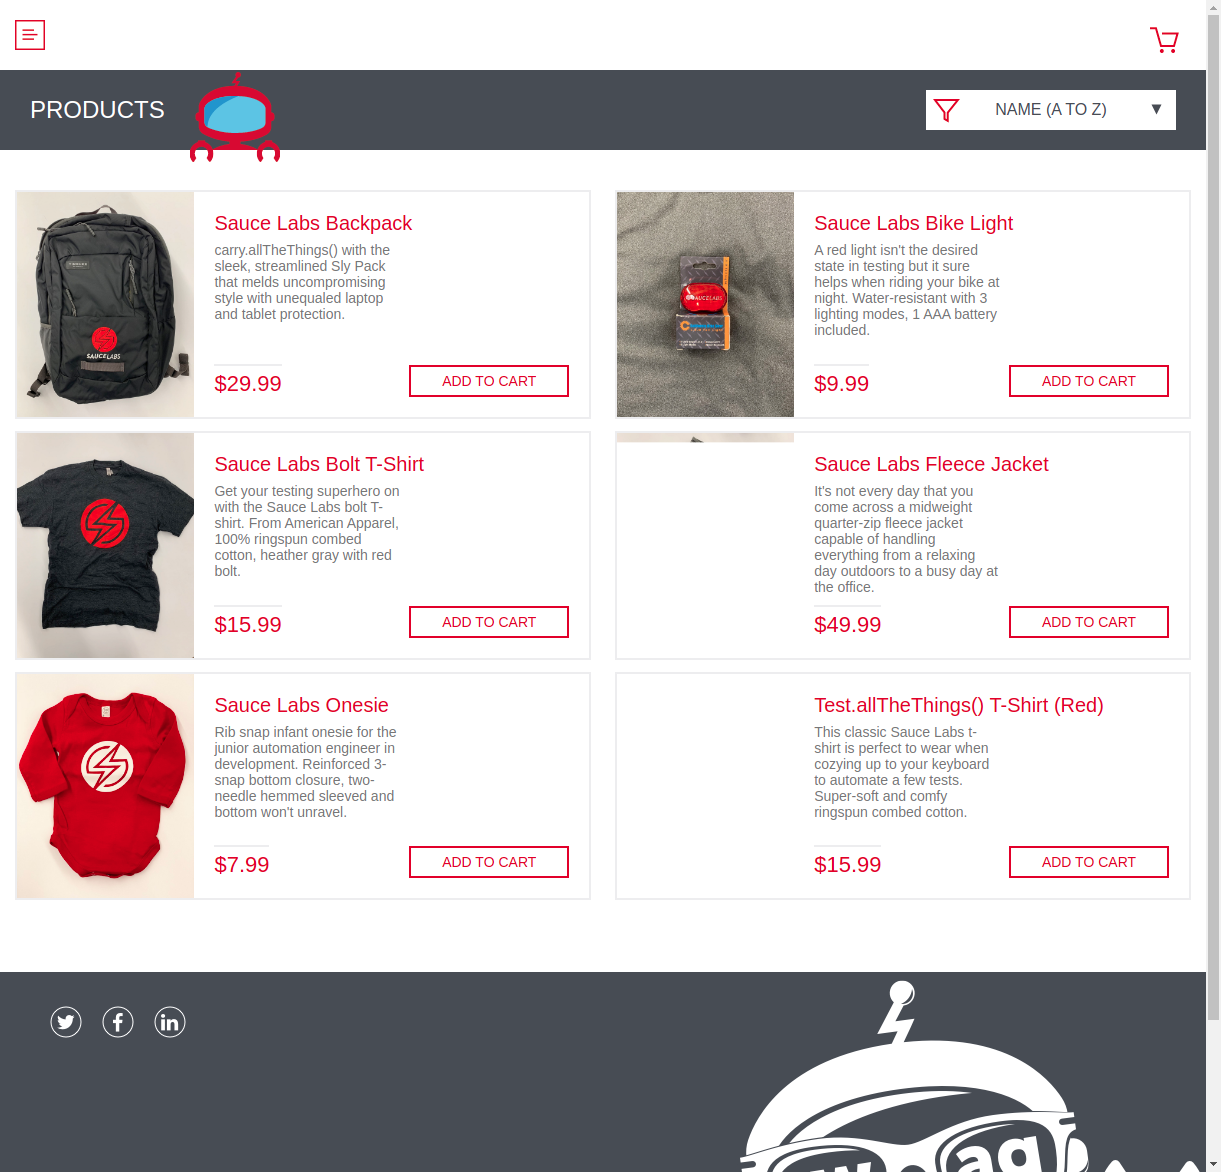 PRODUCTS
NAME (A TO Z)
Sauce Labs Backpack
carry.allTheThings() with the
sleek, streamlined Sly Pack
that melds uncompromising
style with unequaled laptop
and tablet protection.
$29.99
ADD TO CART
SAUCELABS
Sauce Labs Bike Light
A red light isn't the desired
state in testing but it sure
helps when riding your bike at
night. Water-resistant with 3
lighting modes, 1 AAA battery
included.
$9.99
ADD TO CART
SAUCELABS
Sauce Labs Bolt T-Shirt
Get your testing superhero on
with the Sauce Labs bolt T-
shirt. From American Apparel,
100% ringspun combed
cotton, heather gray with red
bolt.
$15.99
ADD TO CART
Sauce Labs Fleece Jacket
It's not every day that you
come across a midweight
quarter-zip fleece jacket
capable of handling
everything from a relaxing
day outdoors to a busy day at
the office.
$49.99
ADD TO CART
Sauce Labs Onesie
Rib snap infant onesie for the
junior automation engineer in
development. Reinforced 3-
snap bottom closure, two-
needle hemmed sleeved and
bottom won't unravel.
$7.99
ADD TO CART
Test.allTheThings() T-Shirt (Red)
This classic Sauce Labs t-
shirt is perfect to wear when
cozying up to your keyboard
to automate a few tests.
Super-soft and comfy
ringspun combed cotton.
$15.99
ADD TO CART